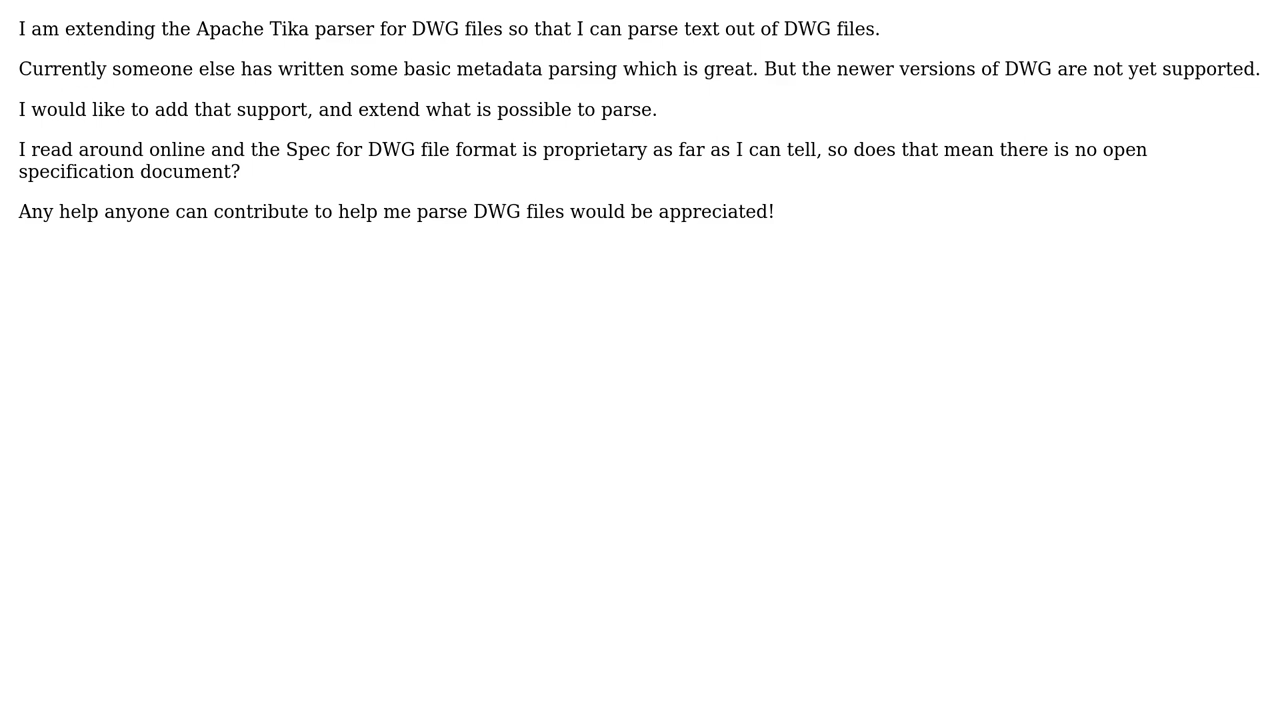 I am extending the Apache Tika parser for DWG files so that I can parse text out of DWG files.
Currently someone else has written some basic metadata parsing which is great. But the newer versions of DWG are not yet supported.
I would like to add that support, and extend what is possible to parse.
I read around online and the Spec for DWG file format is proprietary as far as I can tell, so does that mean there is no open
specification document?
Any help anyone can contribute to help me parse DWG files would be appreciated!